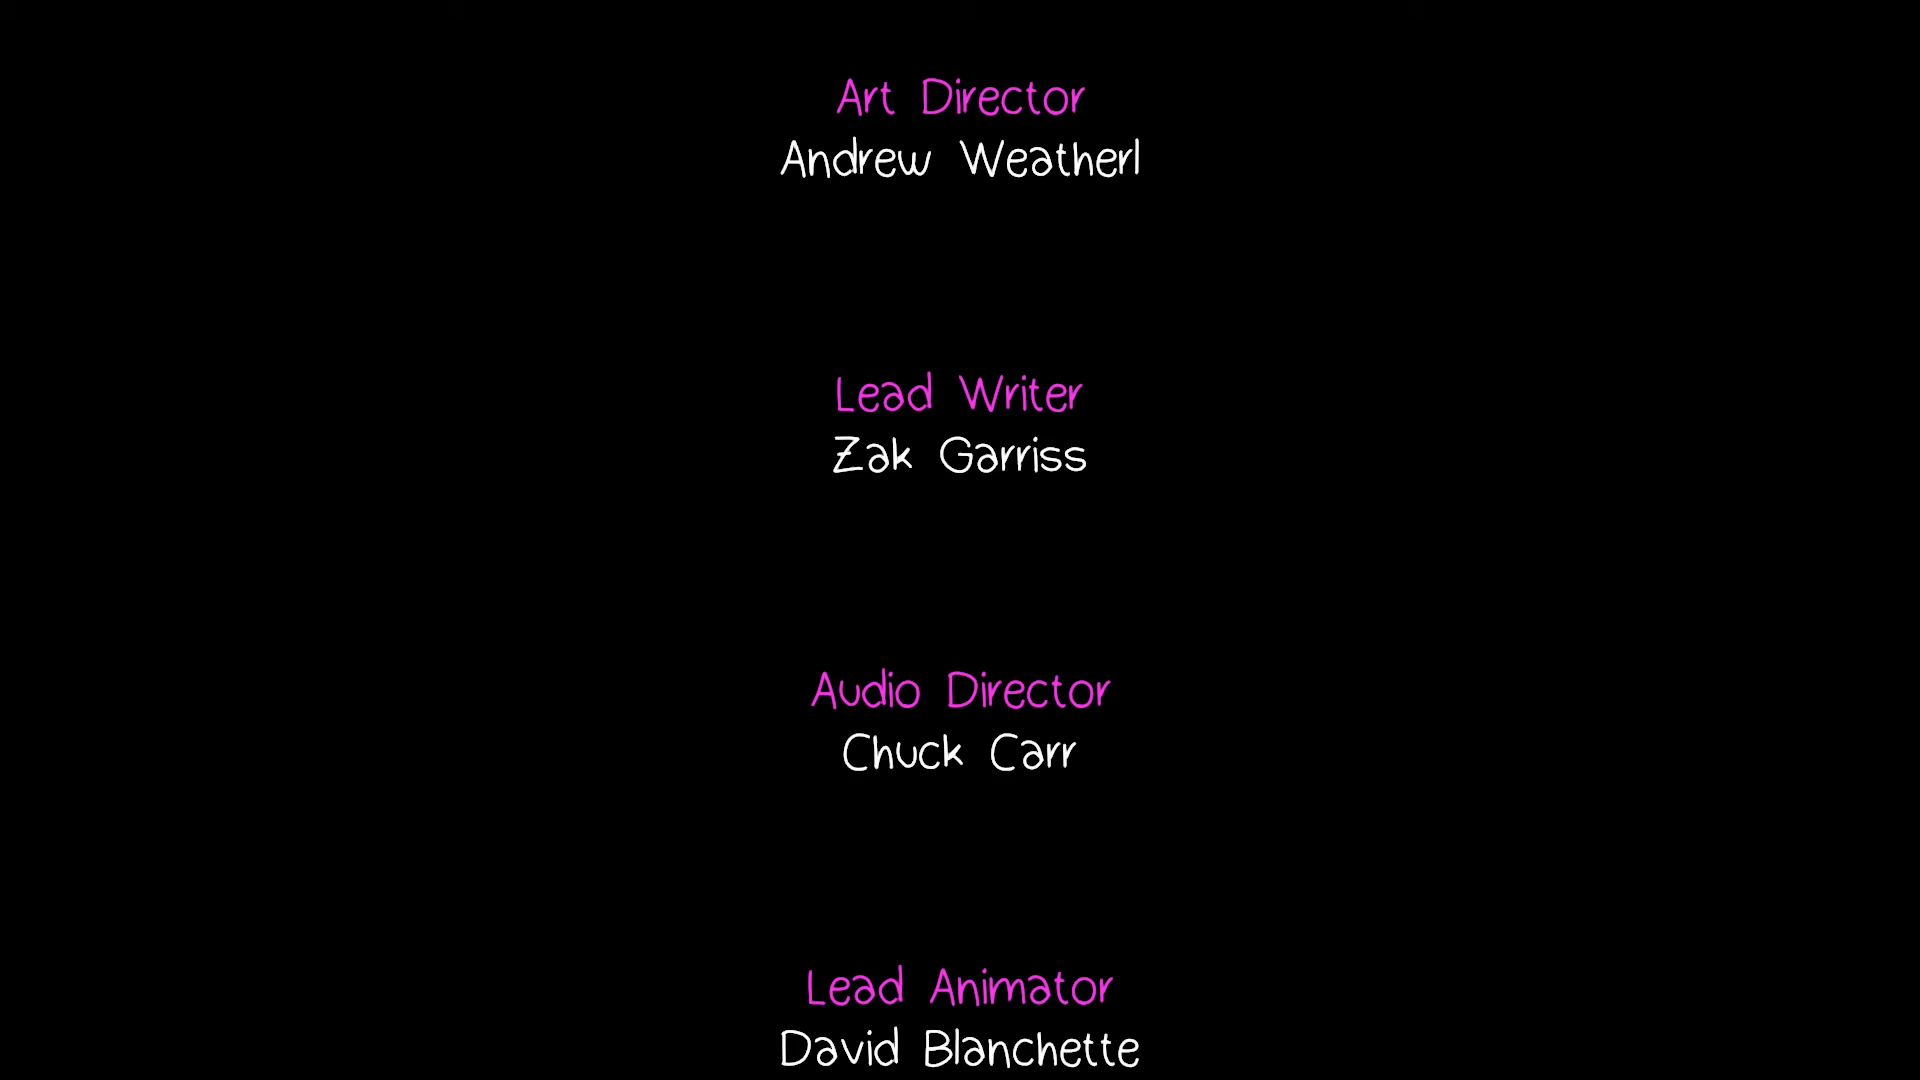 Art Director
Andrew Weatherl
Lead Writer
Zak Garriss
Audio Director
Chuck Carr
Lead Animator
David Blanchette